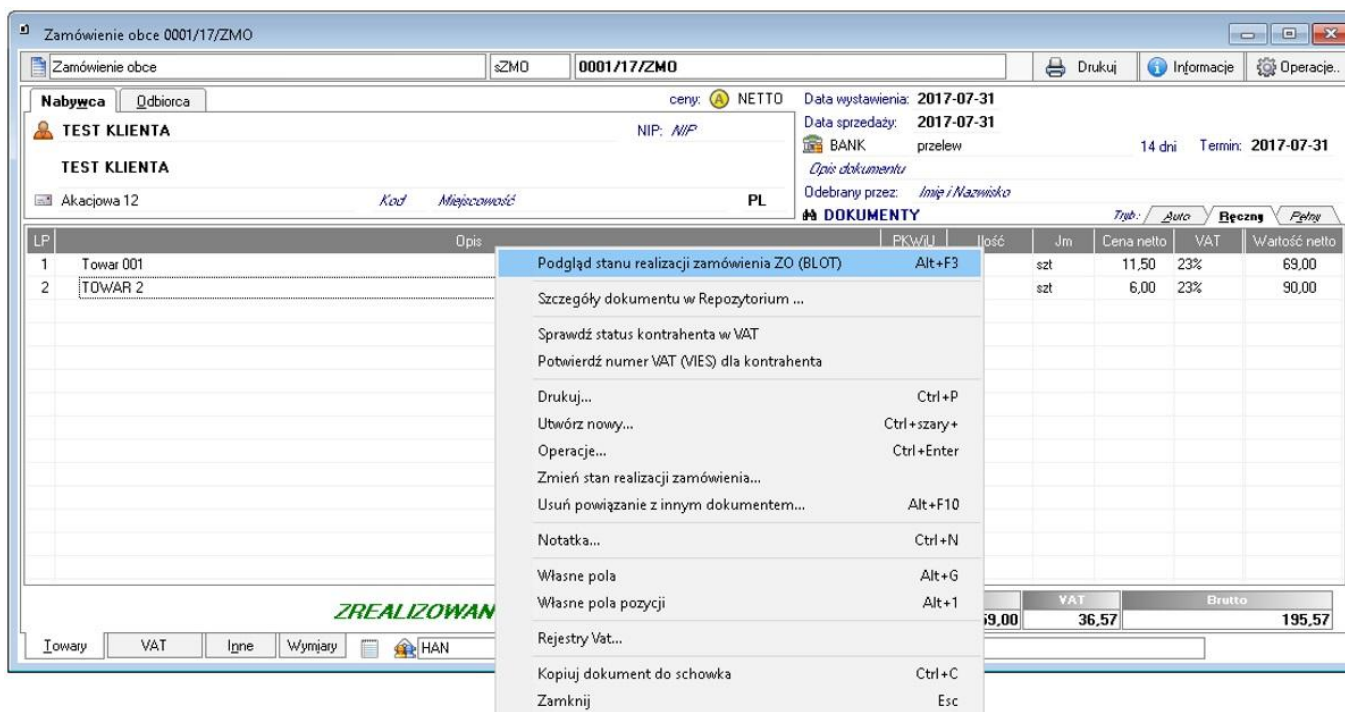 Zamówienie obce 0001/17/ZMO
Zamówienie obce sZMO 0001/17/ZMO Drukuj Informacje Operacje..
Nabywca Odbiorca ceny: A NETTO Data wystawienia: 2017-07-31
TEST KLIENTA NIP: NIP Data sprzedaży: 2017-07-31
BANK przelew 14 dni Termin: 2017-07-31
TEST KLIENTA Opis dokumentu
Akacjowa 12 Kod Miejscowość PL Odebrany przez: Imię i Nazwisko
DOKUMENTY Tryb: Auto Ręczny Pełny
LP Opis PKWiU Ilość Jm Cena netto VAT Wartość netto
1 Towar 001 szt 11,50 23% 69,00
2 TOWAR 2 szt 6,00 23% 90,00
Podgląd stanu realizacji zamówienia ZO (BLOT) Alt+F3
Szczegóły dokumentu w Repozytorium ...
Sprawdź status kontrahenta w VAT
Potwierdź numer VAT (VIES) dla kontrahenta
Drukuj... Ctrl+P
Utwórz nowy... Ctrl+szary+
Operacje... Ctrl+Enter
Zmień stan realizacji zamówienia...
Usuń powiązanie z innym dokumentem... Alt+F10
Notatka... Ctrl+N
Własne pola Alt+G
Własne pola pozycji Alt+1
Rejestry Vat...
Kopiuj dokument do schowka Ctrl+C
Zamknij Esc
ZREALIZOWAN
VAT Brutto
59,00 36,57 195,57
Towary VAT Inne Wymiary HAN